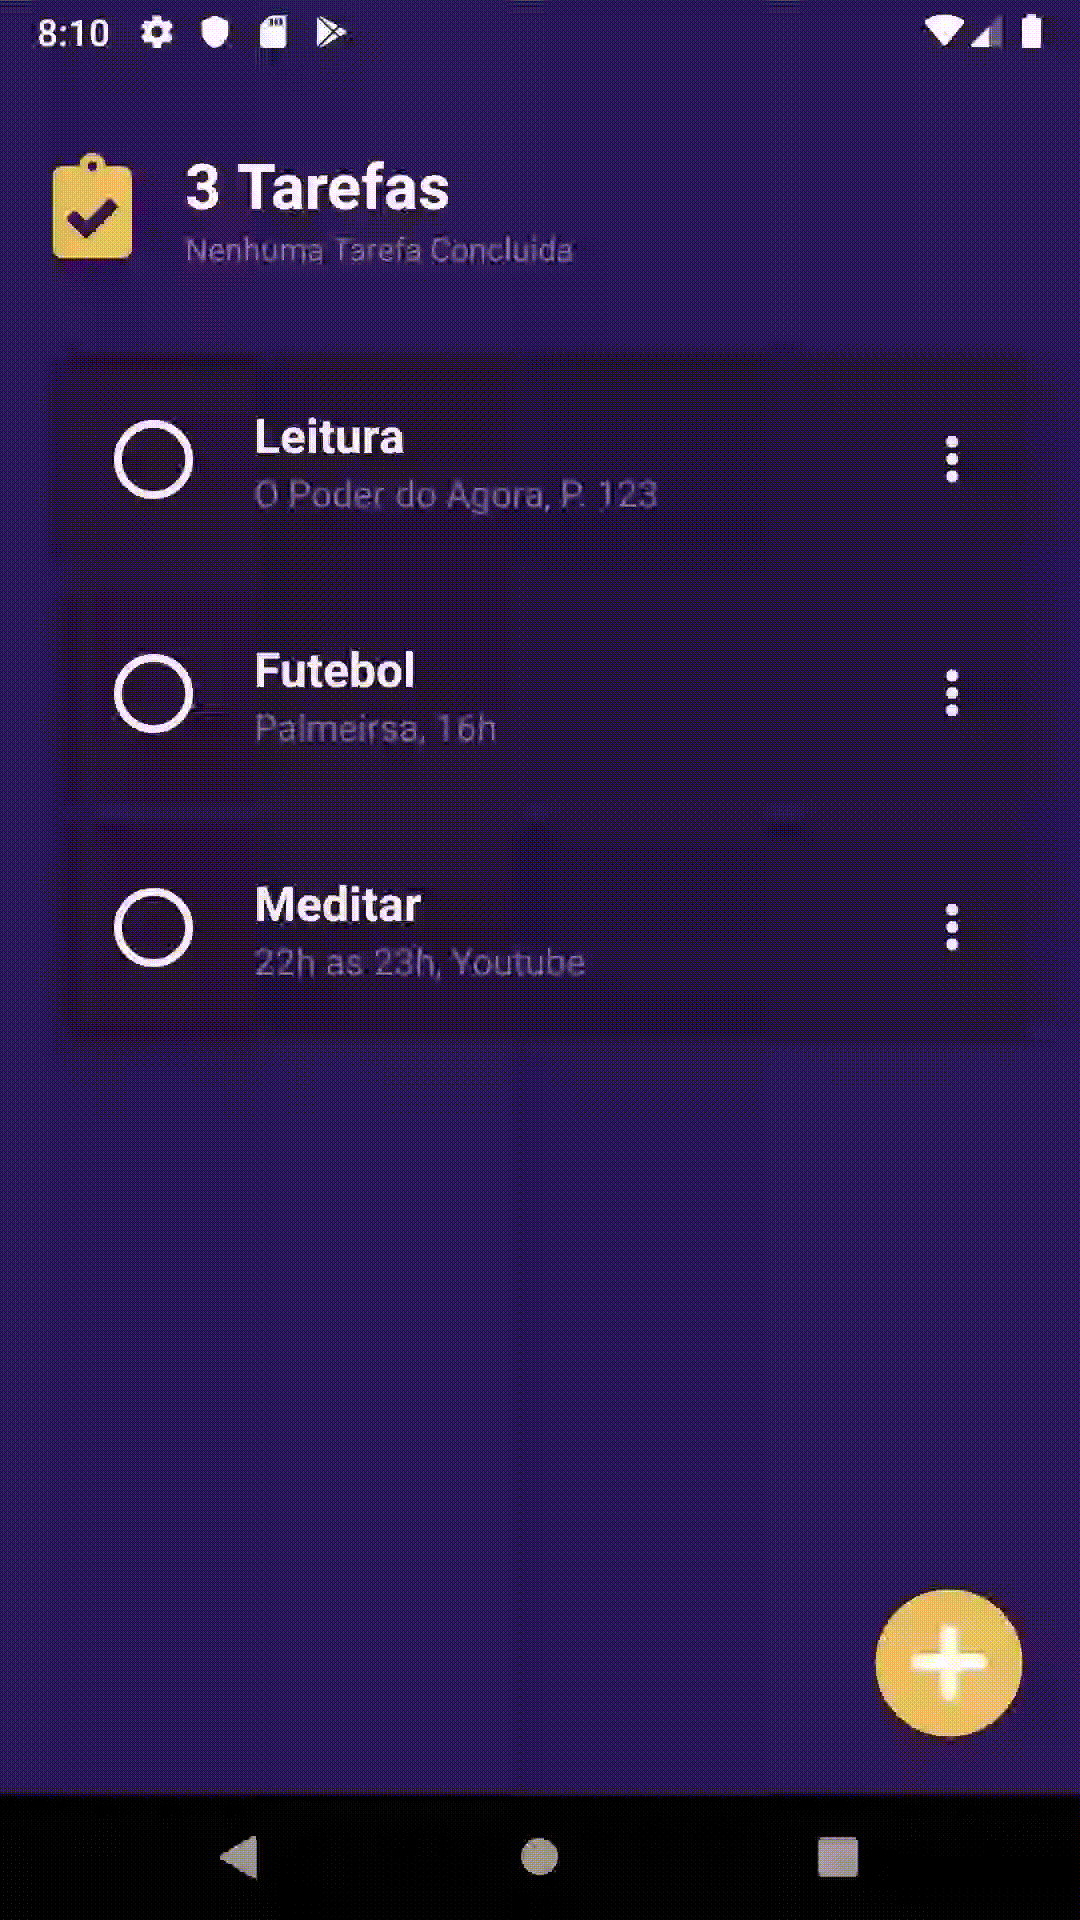 8:10
3 Tarefas
Nenhuma Tarefa Concluida
Leitura
O Poder do Agora, P. 123
Futebol
Palmeirsa, 16h
Meditar
22h as 23h, Youtube